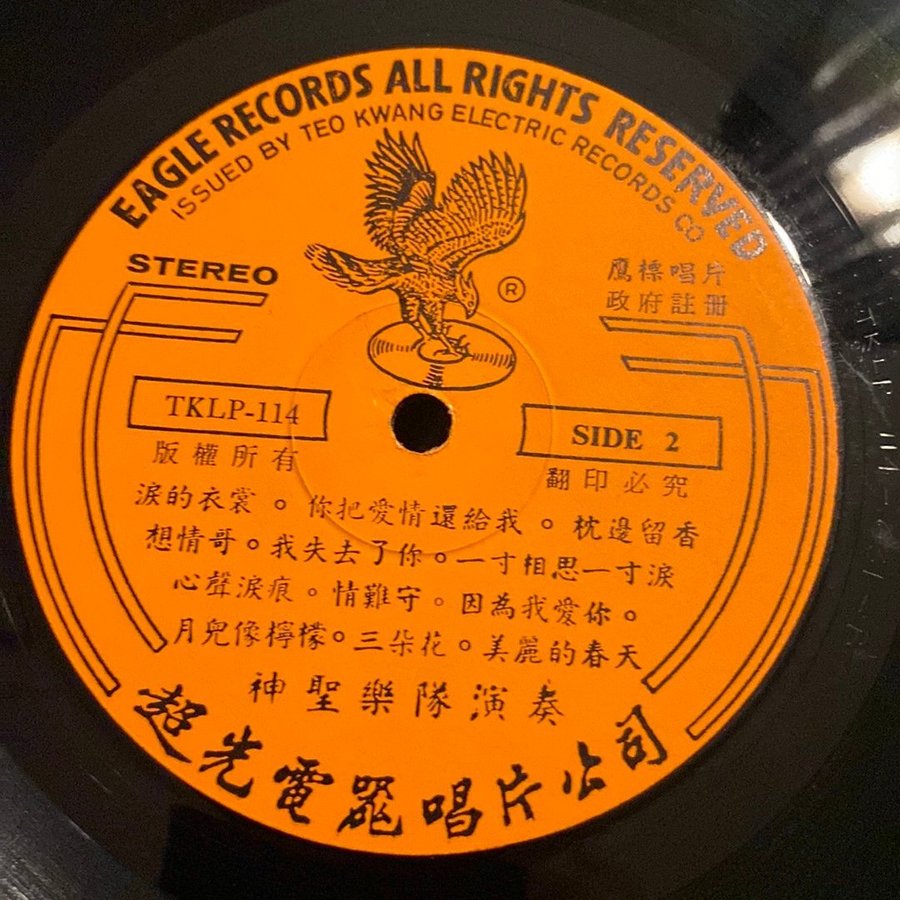 EAGLE RECORDS ALL RIGHTS RESERVED
ISSUED BY TEO KWANG ELECTRIC RECORDS CO
STEREO
®
鷹標唱片
政府註冊
TKLP-114
SIDE 2
版權所有
翻印必究
淚的衣裳。你把愛情還給我。枕邊留香
想情哥。我失去了你。一寸相思一寸淚
心聲淚痕。情難守。因為我愛你。
月兒像檸檬。三朵花。美麗的春天
神聖樂隊演奏
超光電器唱片公司